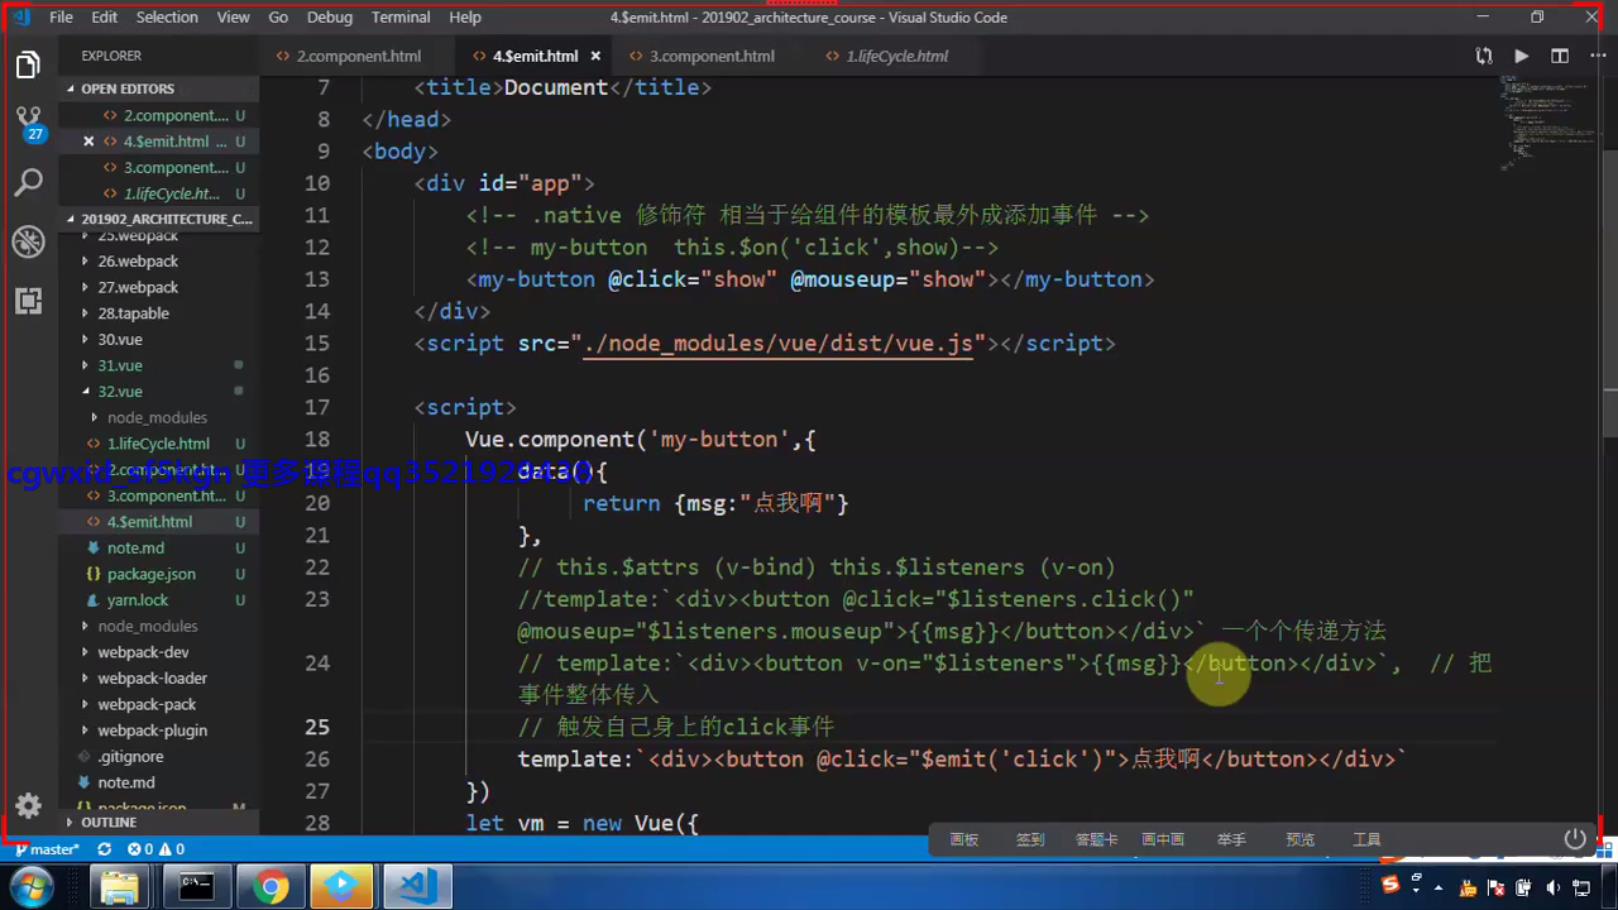 File Edit Selection View Go Debug Terminal Help
4.$emit.html - 201902_architecture_course - Visual Studio Code
EXPLORER
2.component.html
4.$emit.html
3.component.html
1.lifeCycle.html
OPEN EDITORS
2.component.... U
4.$emit.html ... U
3.component.... U
1.lifeCycle.ht... U
27
201902_ARCHITECTURE_C...
25.webpack
26.webpack
27.webpack
28.tapable
30.vue
31.vue
32.vue
node_modules
1.lifeCycle.html U
2.component.ht... U
3.component.ht... U
4.$emit.html U
note.md U
package.json U
yarn.lock U
node_modules
webpack-dev
webpack-loader
webpack-pack
webpack-plugin
.gitignore
note.md
package.json M
OUTLINE
7 <title>Document</title>
8 </head>
9 <body>
10 <div id="app">
11 <!-- .native 修饰符 相当于给组件的模板最外成添加事件 -->
12 <!-- my-button this.$on('click',show)-->
13 <my-button @click="show" @mouseup="show"></my-button>
14 </div>
15 <script src="./node_modules/vue/dist/vue.js"></script>
16
17 <script>
18 Vue.component('my-button',{
19 data(){
20 return {msg:"点我啊"}
21 },
22 // this.$attrs (v-bind) this.$listeners (v-on)
23 //template:`<div><button @click="$listeners.click()"
@mouseup="$listeners.mouseup">{{msg}}</button></div>` 一个个传递方法
24 // template:`<div><button v-on="$listeners">{{msg}}</button></div>`, // 把
事件整体传入
25 // 触发自己身上的click事件
26 template:`<div><button @click="$emit('click')">点我啊</button></div>`
27 })
28 let vm = new Vue({
cgwxid_sf5kgn 更多课程qq3521929438
画板 签到 答题卡 画中画 举手 预览 工具
master* 0 0